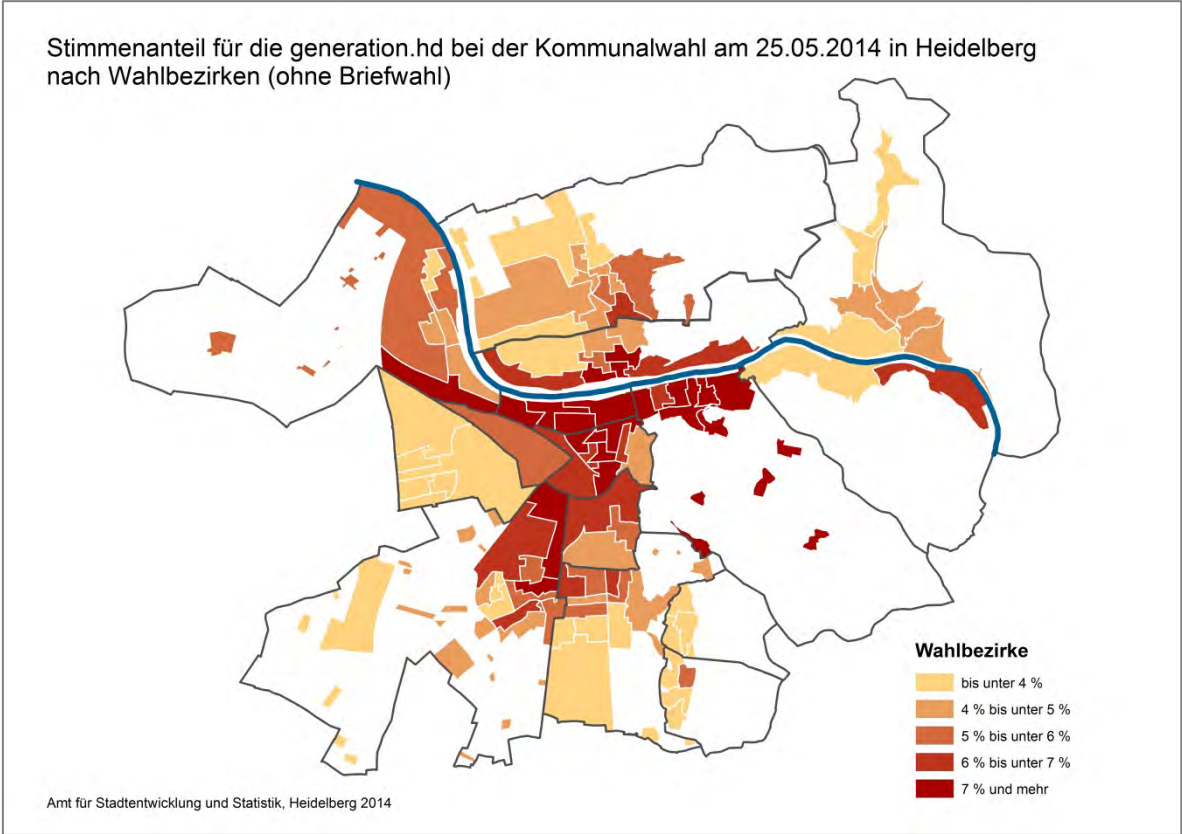 Stimmenanteil für die generation.hd bei der Kommunalwahl am 25.05.2014 in Heidelberg
nach Wahlbezirken (ohne Briefwahl)
Wahlbezirke
bis unter 4 %
4 % bis unter 5 %
5 % bis unter 6 %
6 % bis unter 7 %
7 % und mehr
Amt für Stadtentwicklung und Statistik, Heidelberg 2014